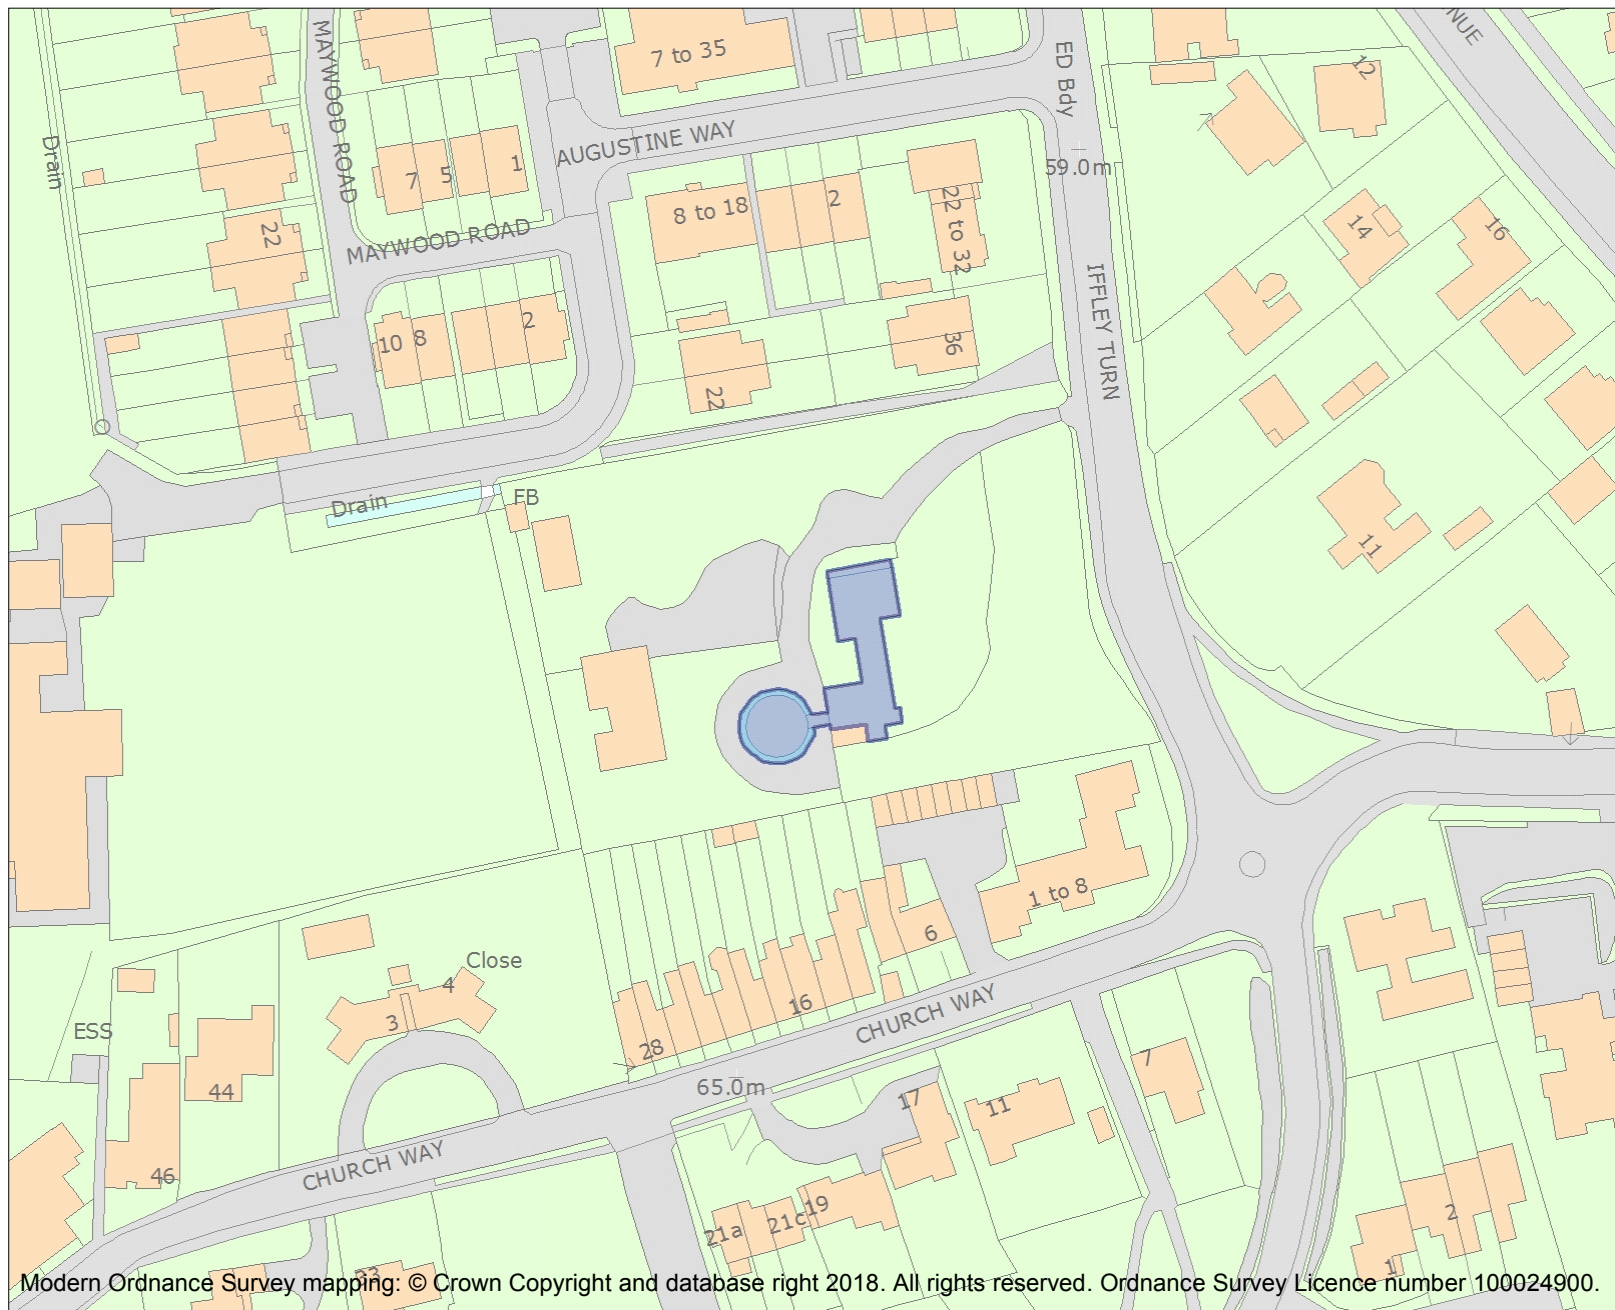 NUE
MAYWOOD ROAD
7 to 35
ED Bdy
12
7
Drain
AUGUSTINE WAY
7
5
1
59.0m
22
MAYWOOD ROAD
8 to 18
2
22 to 32
14
16
IFFLEY TURN
10
8
2
22
36
Drain
FB
11
1 to 8
6
Close
4
3
16
CHURCH WAY
28
ESS
44
65.0m
17
11
7
46
CHURCH WAY
21a
21c
19
2
1
33
Modern Ordnance Survey mapping: © Crown Copyright and database right 2018. All rights reserved. Ordnance Survey Licence number 100024900.